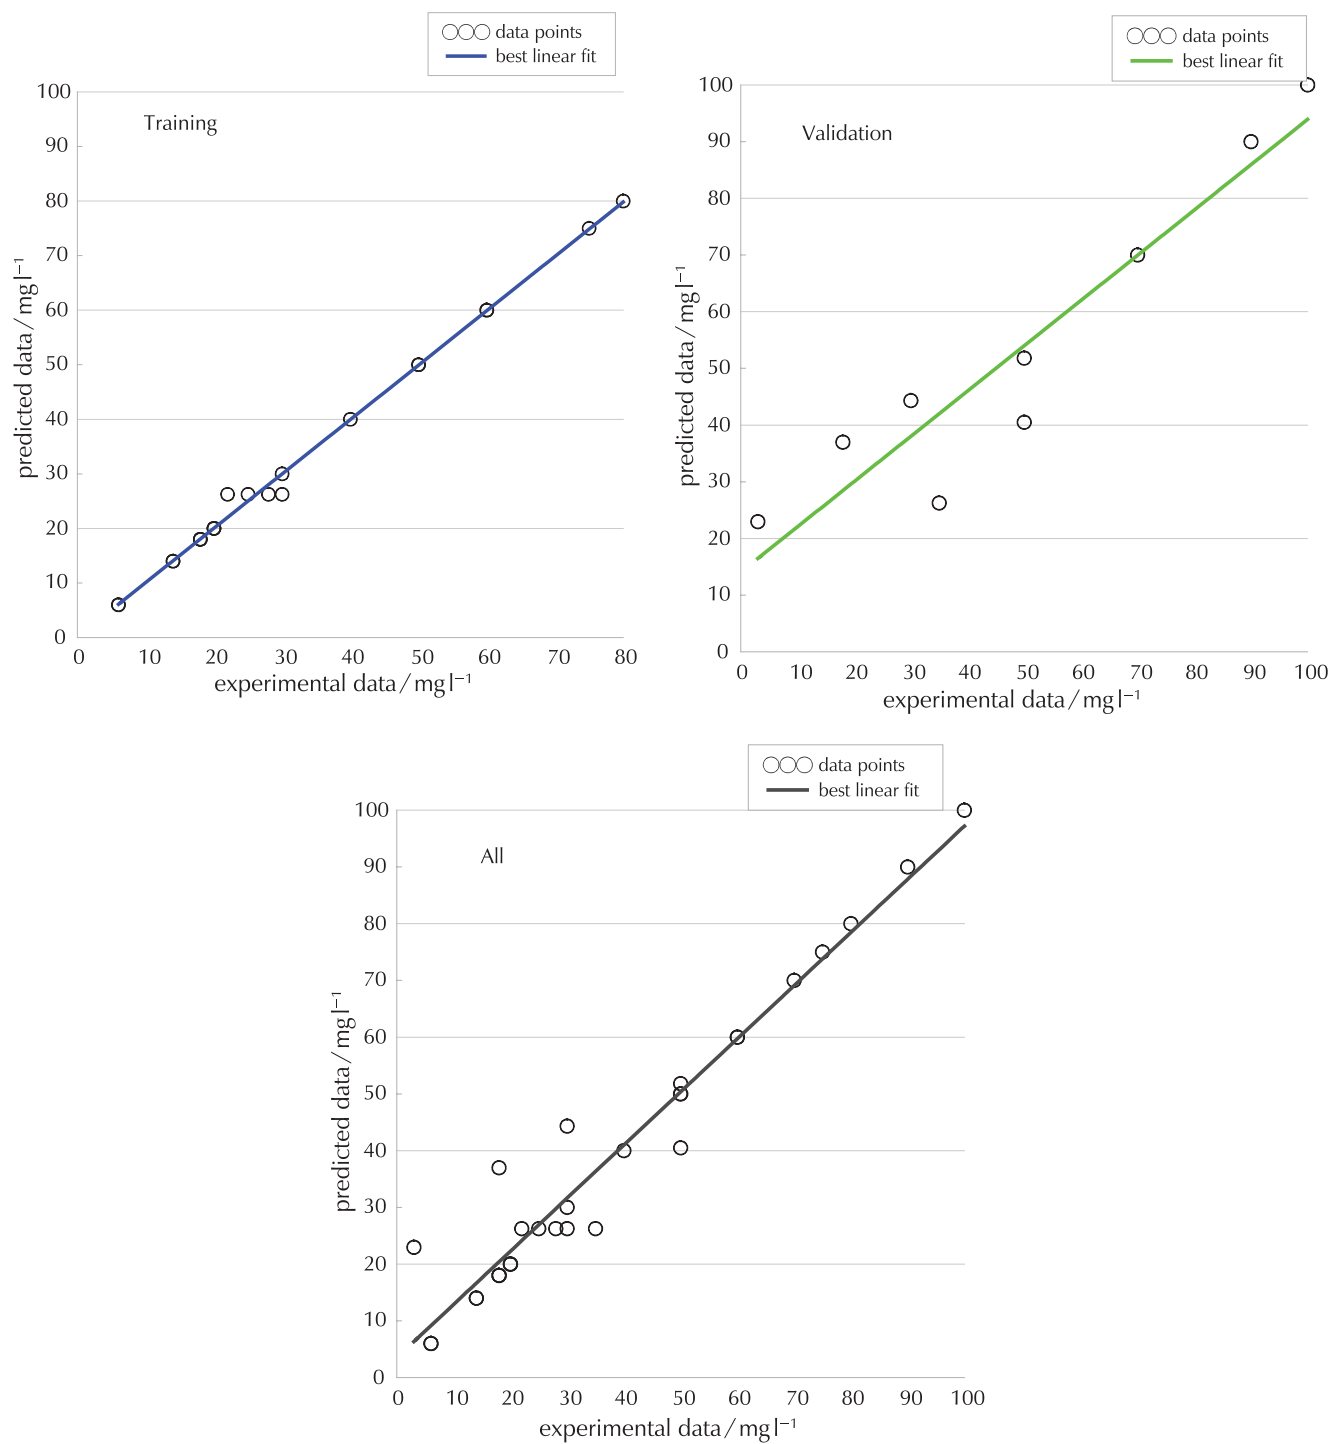 data points
best linear fit
Training
100
90
80
70
60
50
40
30
20
10
0
predicted data/mg l⁻¹
0 10 20 30 40 50 60 70 80
experimental data/mg l⁻¹
data points
best linear fit
Validation
100
90
80
70
60
50
40
30
20
10
0
predicted data/mg l⁻¹
0 10 20 30 40 50 60 70 80 90 100
experimental data/mg l⁻¹
data points
best linear fit
All
100
90
80
70
60
50
40
30
20
10
0
predicted data/mg l⁻¹
0 10 20 30 40 50 60 70 80 90 100
experimental data/mg l⁻¹